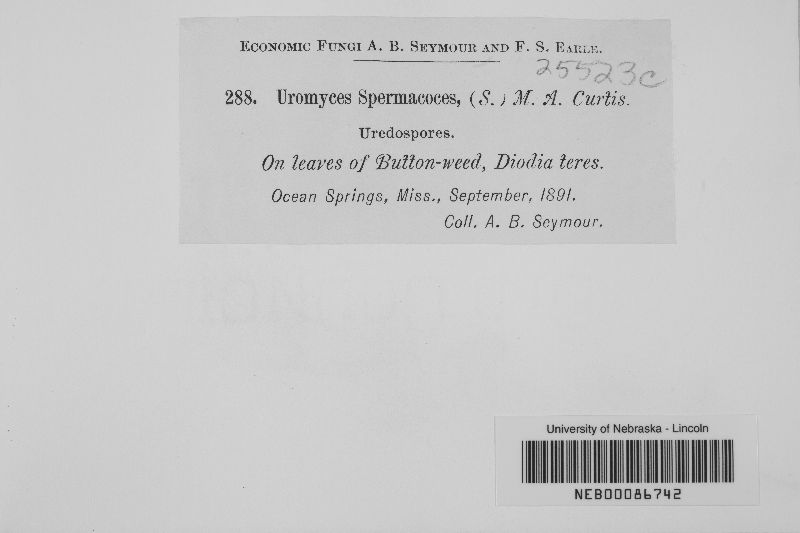 ECONOMIC FUNGI A. B. SEYMOUR AND F. S. EARLE.
25523c
288. Uromyces Spermacoces, (S.) M. A. Curtis.
Uredospores.
On leaves of Button-weed, Diodia teres.
Ocean Springs, Miss., September, 1891.
Coll. A. B. Seymour.
University of Nebraska - Lincoln
NEB00086742